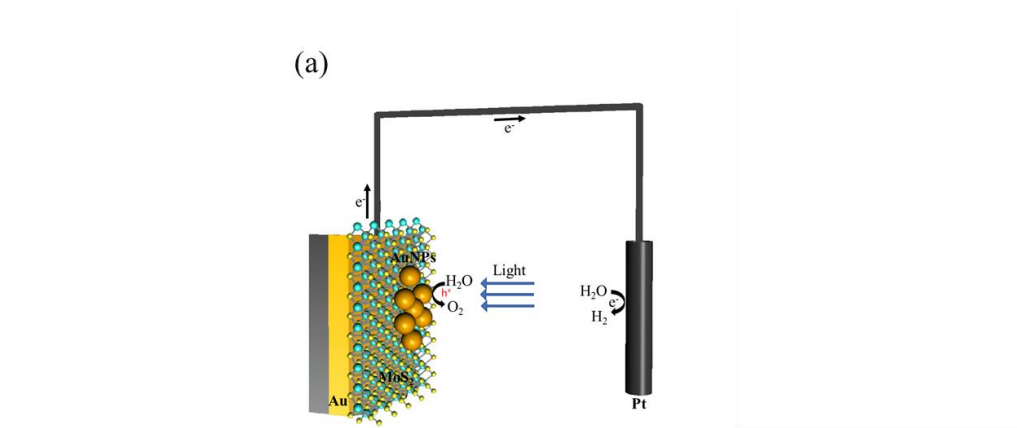 (a)
e-
e-
AuNPs
H2O
h+
O2
Light
H2O
e-
H2
MoS2
Au
Pt